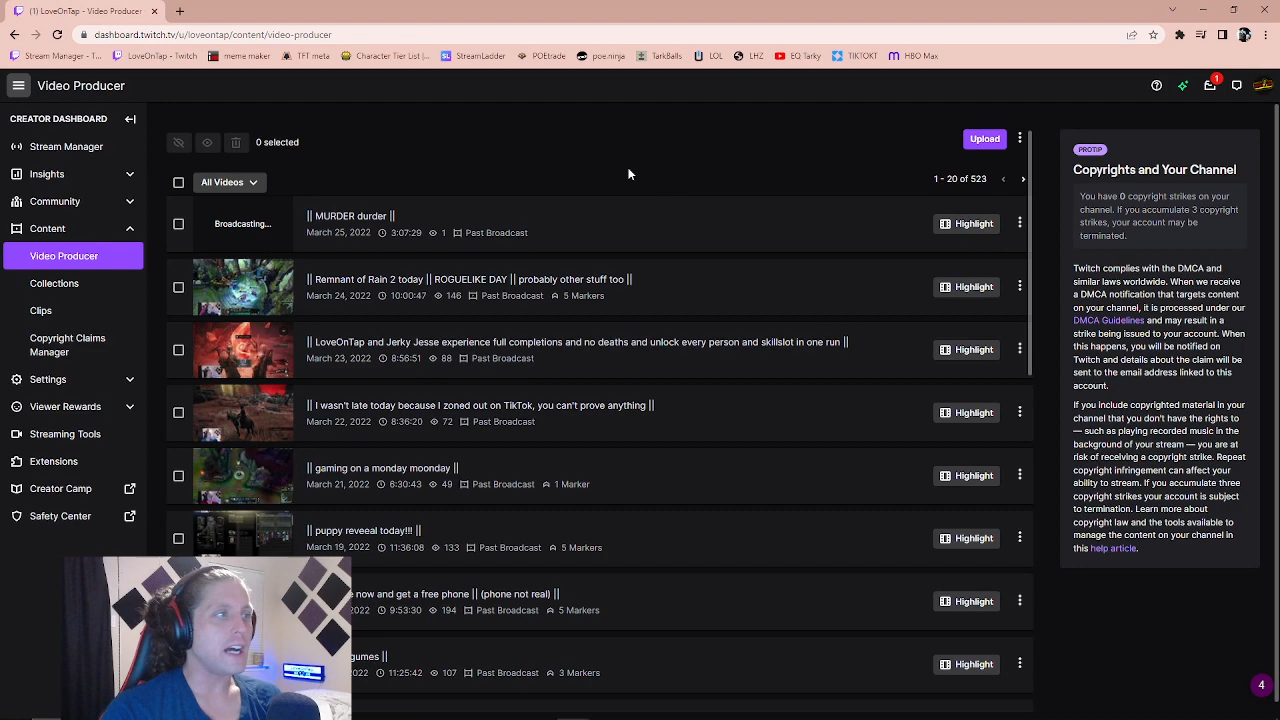 LoveOnTap - Video Producer
dashboard.twitch.tv/u/loveontap/content/video-producer
Stream Manager - T...
LoveOnTap - Twitch
meme maker
TFT meta
Character Tier List |...
StreamLadder
POEtrade
poe.ninja
TarkBalls
LOL
LHZ
EQ Tarky
TIKTOKT
HBO Max
Video Producer
1
CREATOR DASHBOARD
Stream Manager
Insights
Community
Content
Video Producer
Collections
Clips
Copyright Claims
Manager
Settings
Viewer Rewards
Streaming Tools
Extensions
Creator Camp
Safety Center
0 selected
Upload
All Videos
1 - 20 of 523
Broadcasting...
|| MURDER durder ||
March 25, 2022 3:07:29 1 Past Broadcast
Highlight
|| Remnant of Rain 2 today || ROGUELIKE DAY || probably other stuff too ||
March 24, 2022 10:00:47 146 Past Broadcast 5 Markers
Highlight
|| LoveOnTap and Jerky Jesse experience full completions and no deaths and unlock every person and skillslot in one run ||
March 23, 2022 8:56:51 88 Past Broadcast
Highlight
|| I wasn't late today because I zoned out on TikTok, you can't prove anything ||
March 22, 2022 8:36:20 72 Past Broadcast
Highlight
|| gaming on a monday moonday ||
March 21, 2022 6:30:43 49 Past Broadcast 1 Marker
Highlight
|| puppy reveal today!!! ||
March 19, 2022 11:36:08 133 Past Broadcast 5 Markers
Highlight
now and get a free phone || (phone not real) ||
2022 9:53:30 194 Past Broadcast 5 Markers
Highlight
gumes ||
2022 11:25:42 107 Past Broadcast 3 Markers
Highlight
PROTIP
Copyrights and Your Channel
You have 0 copyright strikes on your
channel. If you accumulate 3 copyright
strikes, your account may be
terminated.
Twitch complies with the DMCA and
similar laws worldwide. When we receive
a DMCA notification that targets content
on your channel, it is processed under our
DMCA Guidelines and may result in a
strike being issued to your account. When
this happens, you will be notified on
Twitch and details about the claim will be
sent to the email address linked to this
account.
If you include copyrighted material in your
channel that you don't have the rights to
— such as playing recorded music in the
background of your stream — you are at
risk of receiving a copyright strike. Repeat
copyright infringement can affect your
ability to stream. If you accumulate three
copyright strikes your account is subject
to termination. Learn more about
copyright law and the tools available to
manage the content on your channel in
this help article.
4